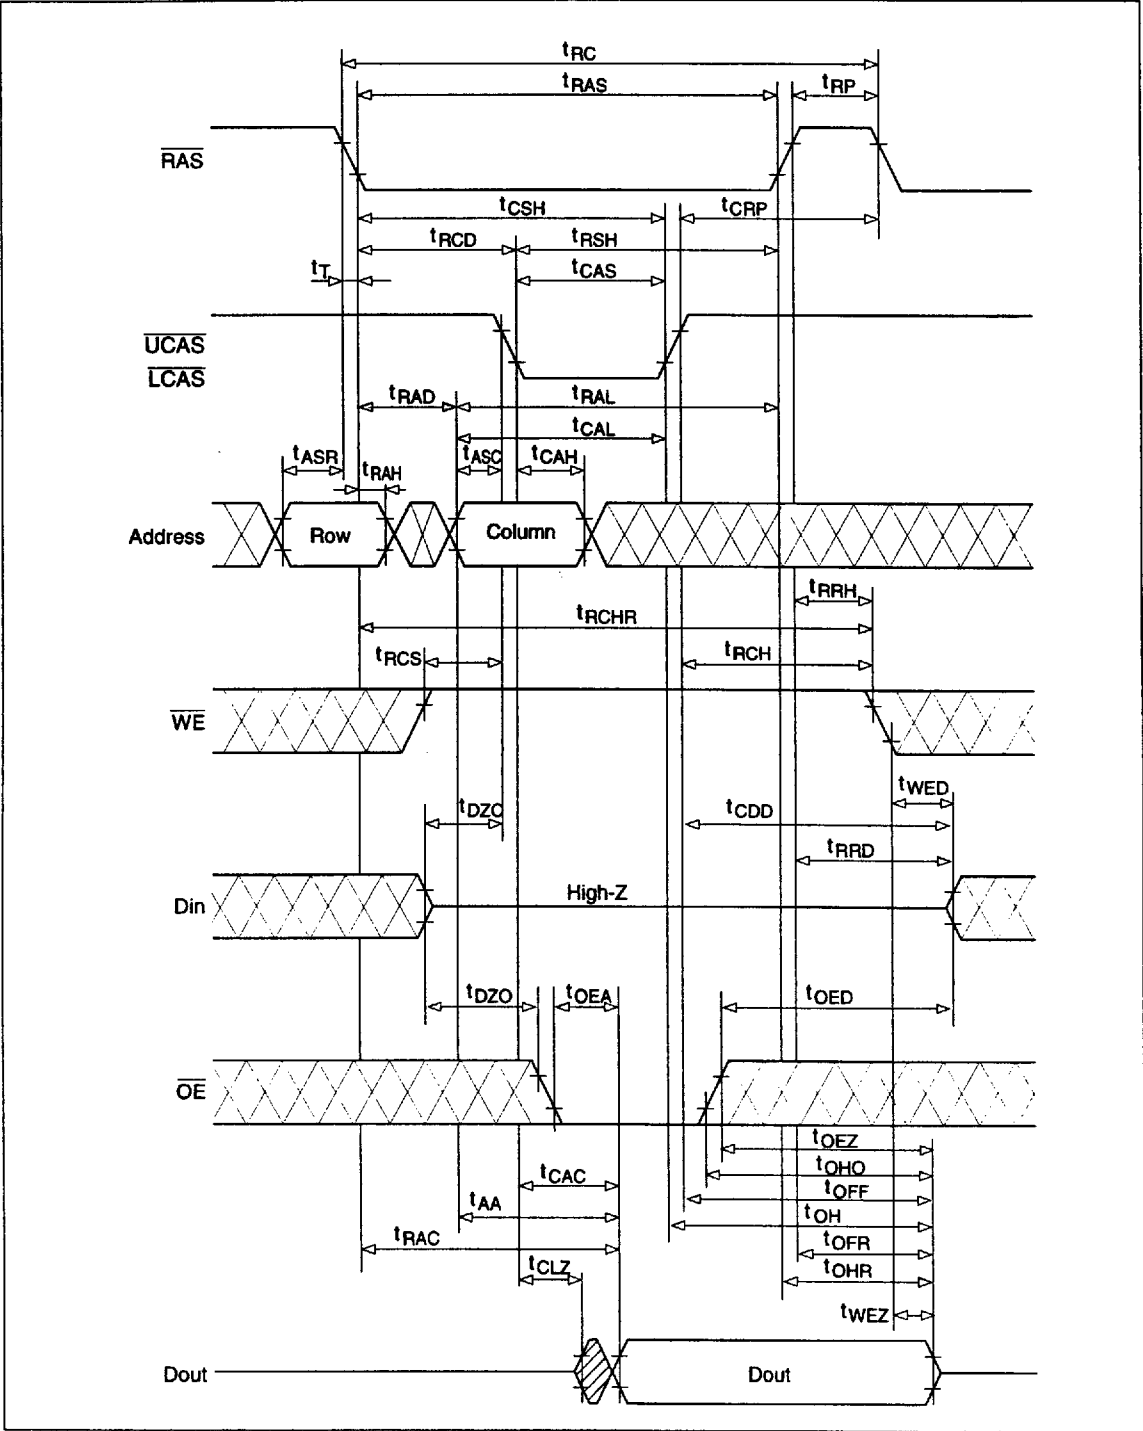 tRC
tRAS
tRP
RAS
tCSH
tCRP
tRCD
tRSH
tT
tCAS
UCAS
LCAS
tRAD
tRAL
tCAL
tASR
tASC
tCAH
tRAH
Address
Row
Column
tRRH
tRCHR
tRCS
tRCH
WE
tWED
tDZC
tCDD
tRRD
Din
High-Z
tDZO
tOEA
tOED
OE
tOEZ
tOHO
tCAC
tOFF
tAA
tOH
tRAC
tOFR
tCLZ
tOHR
tWEZ
Dout
Dout